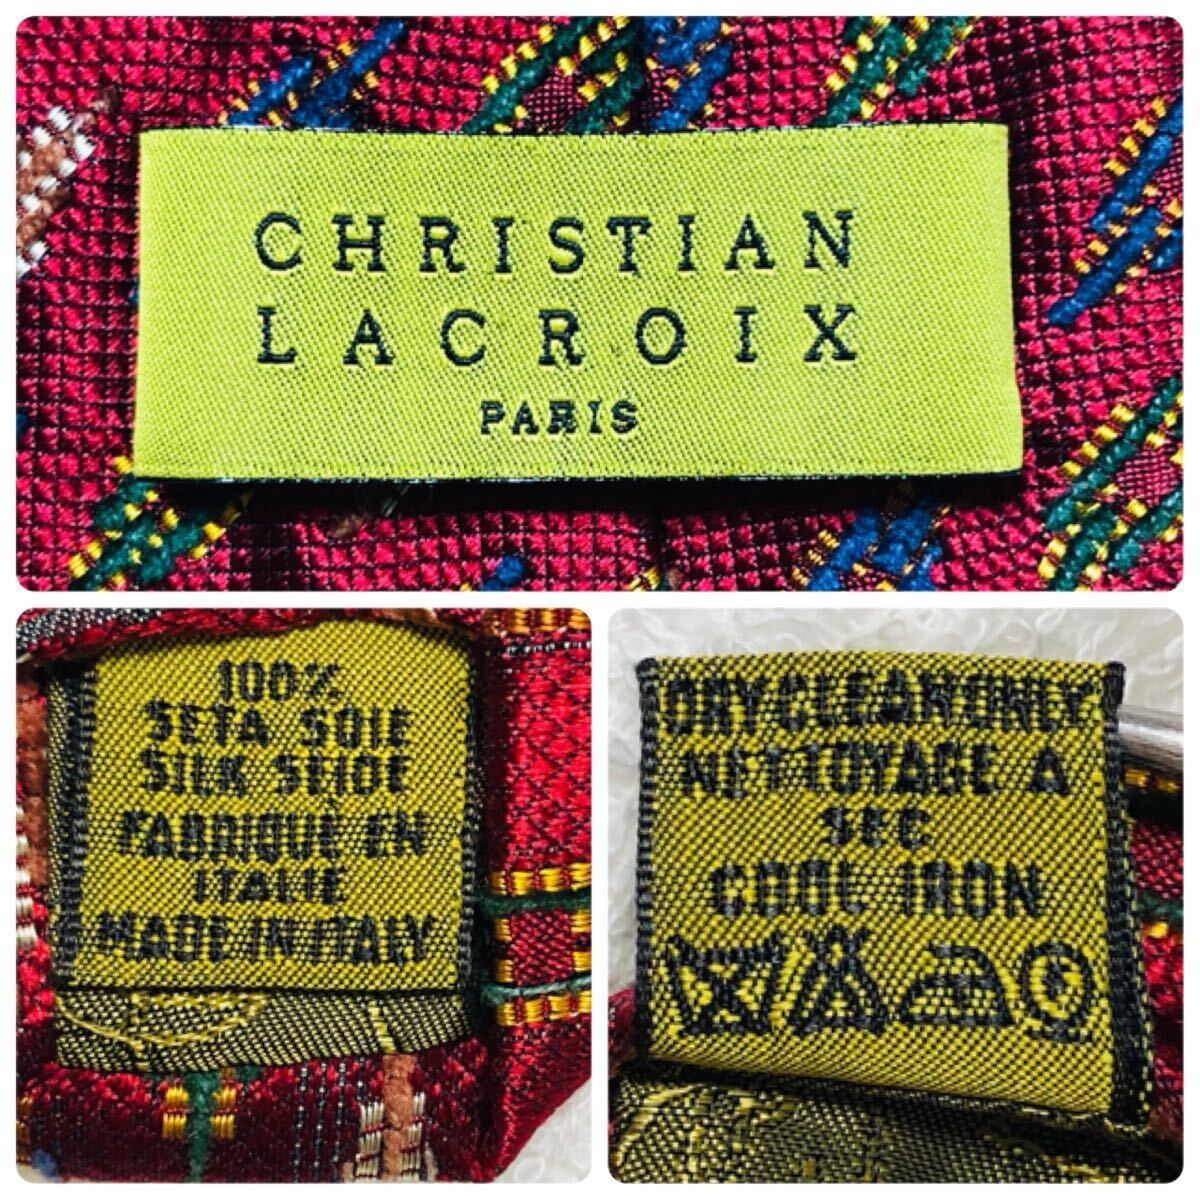 CHRISTIAN
LACROIX
PARIS
100%
SETA SOIE
SILK SEIDE
FABRIQUÉ EN
ITALIE
MADE IN ITALY
DRY CLEAN ONLY
NETTOYAGE A
SEC
COOL IRON